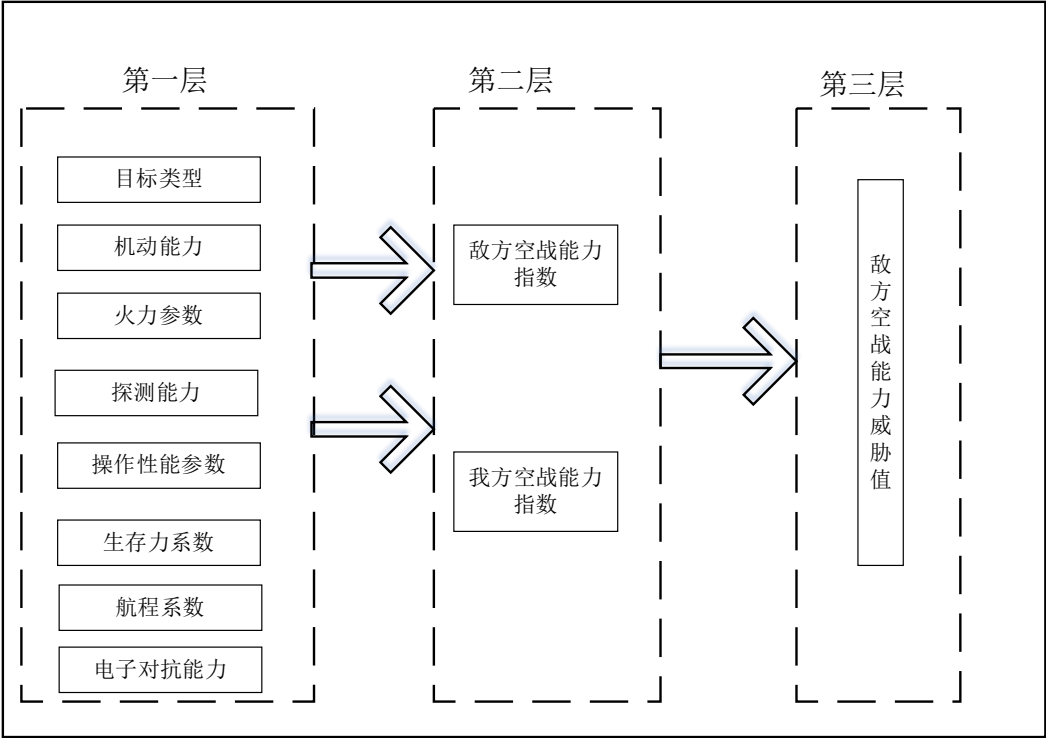 第一层
目标类型
机动能力
火力参数
探测能力
操作性能参数
生存力系数
航程系数
电子对抗能力
第二层
敌方空战能力
指数
我方空战能力
指数
第三层
敌方空战能力威胁值